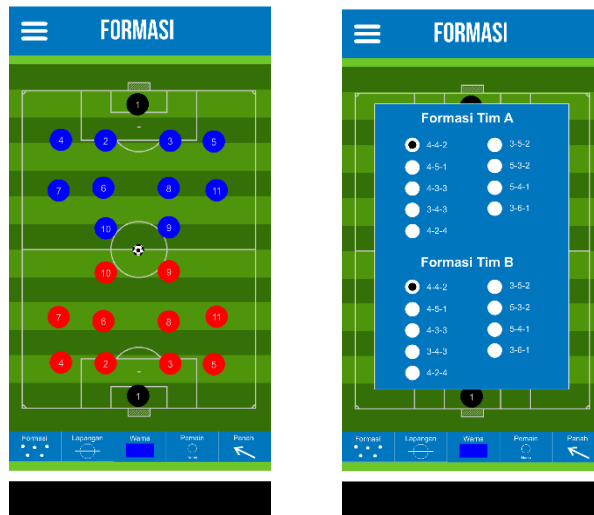 FORMASI
1
4 2 3 5
7 6 8 11
10 9
10 9
7 6 8 11
4 2 3 5
1
Formasi Lapangan Warna Pemain Panah
FORMASI
1
Formasi Tim A
4-4-2 3-5-2
4-5-1 5-3-2
4-3-3 5-4-1
3-4-3 3-6-1
4-2-4
Formasi Tim B
4-4-2 3-5-2
4-5-1 5-3-2
4-3-3 5-4-1
3-4-3 3-6-1
4-2-4
1
Formasi Lapangan Warna Pemain Panah